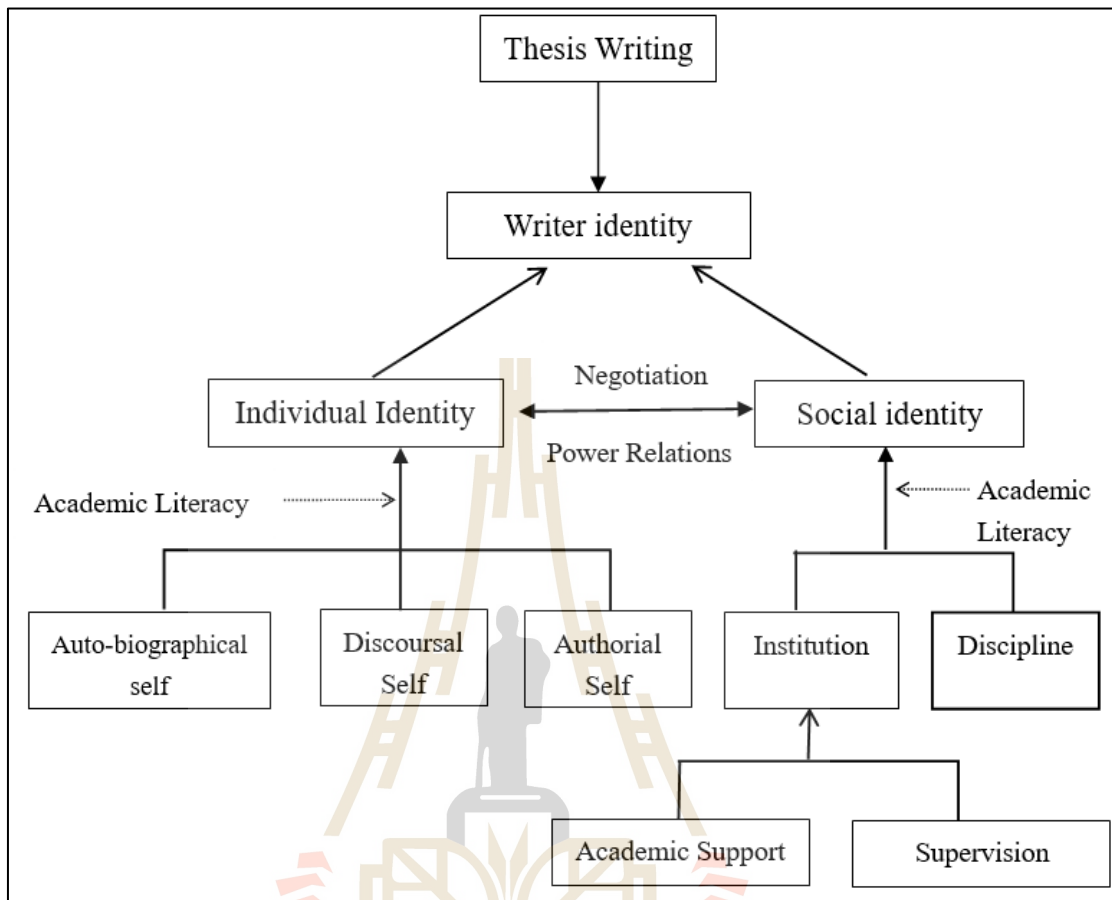 Thesis Writing
Writer identity
Negotiation
Individual Identity
Social identity
Power Relations
Academic Literacy
Academic
Literacy
Auto-biographical
self
Discoursal
Self
Authorial
Self
Institution
Discipline
Academic Support
Supervision